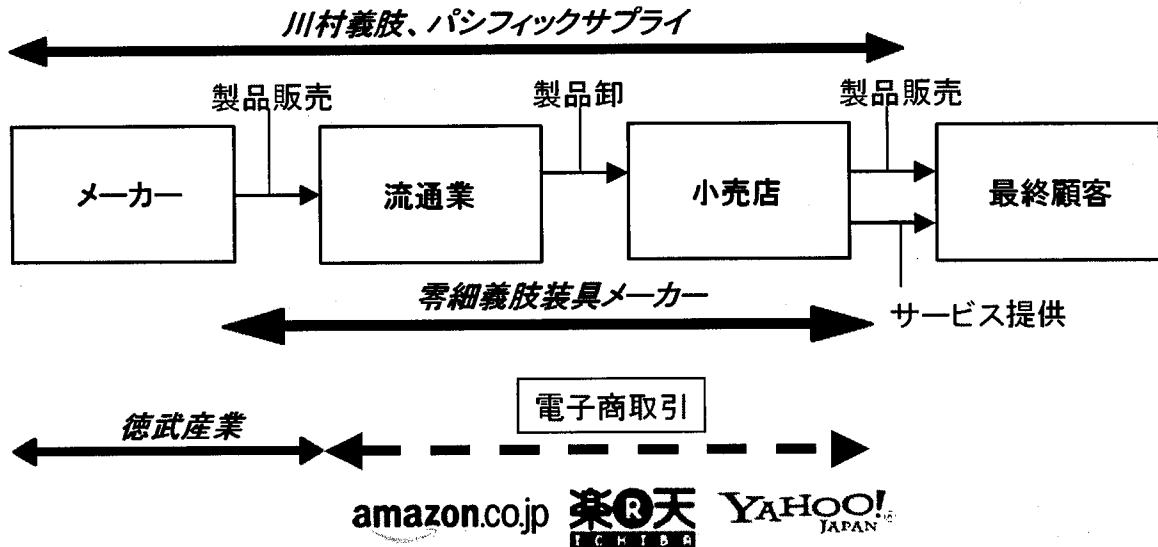 川村義肢、パシフィックサプライ
製品販売
製品卸
製品販売
メーカー
流通業
小売店
最終顧客
零細義肢装具メーカー
サービス提供
電子商取引
徳武産業
amazon.co.jp
楽R天
ICHIBA
YAHOO!
JAPAN